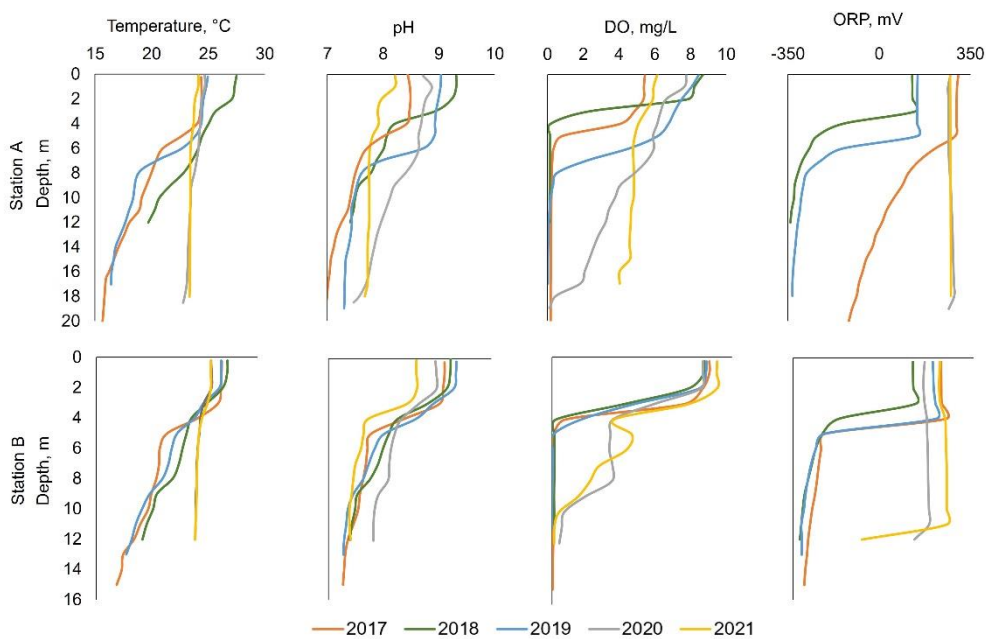 Temperature, °C
pH
DO, mg/L
ORP, mV
15 20 25 30
7 8 9 10
0 2 4 6 8 10
-350 0 350
Station A
Depth, m
0
2
4
6
8
10
12
14
16
18
20
Station B
Depth, m
0
2
4
6
8
10
12
14
16
2017 2018 2019 2020 2021